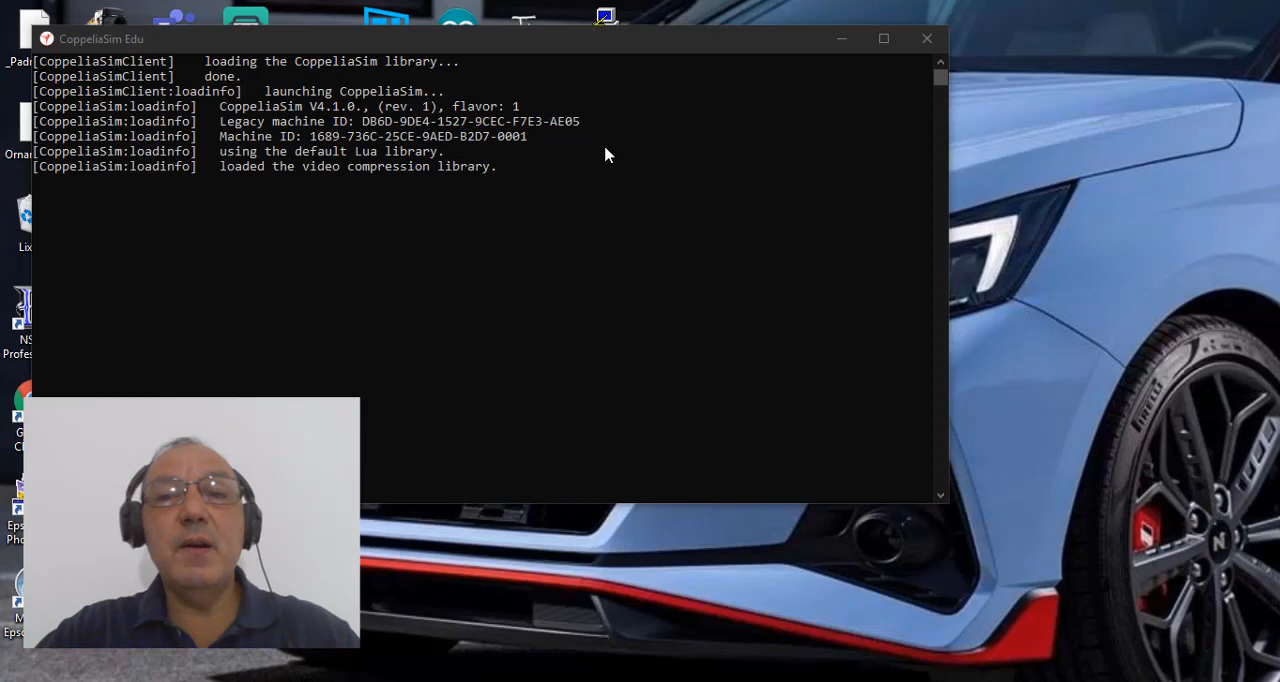 CoppeliaSim Edu
[CoppeliaSimClient]    loading the CoppeliaSim library...
[CoppeliaSimClient]    done.
[CoppeliaSimClient:loadinfo]   launching CoppeliaSim...
[CoppeliaSim:loadinfo]   CoppeliaSim V4.1.0., (rev. 1), flavor: 1
[CoppeliaSim:loadinfo]   Legacy machine ID: DB6D-9DE4-1527-9CEC-F7E3-AE05
[CoppeliaSim:loadinfo]   Machine ID: 1689-736C-25CE-9AED-B2D7-0001
[CoppeliaSim:loadinfo]   using the default Lua library.
[CoppeliaSim:loadinfo]   loaded the video compression library.
PIRELLI
N